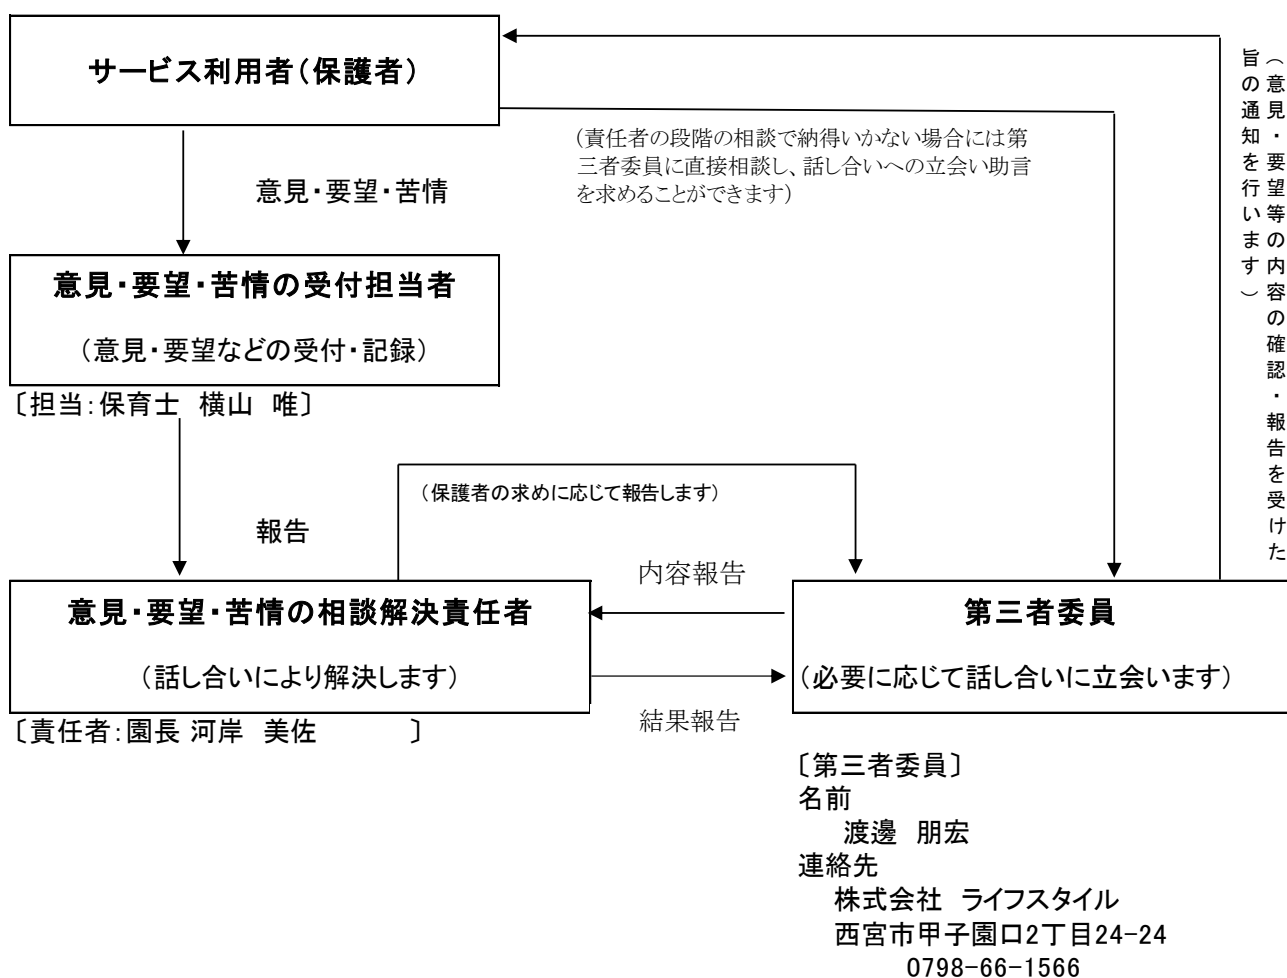 サービス利用者(保護者)
(責任者の段階の相談で納得いかない場合には第
三者委員に直接相談し、話し合いへの立会い助言
を求めることができます)
(意見・要望等の内容の確認・報告を受けた
旨の通知を行います)
意見・要望・苦情
意見・要望・苦情の受付担当者
(意見・要望などの受付・記録)
〔担当:保育士 横山 唯〕
(保護者の求めに応じて報告します)
報告
内容報告
意見・要望・苦情の相談解決責任者
(話し合いにより解決します)
第三者委員
(必要に応じて話し合いに立会います)
〔責任者:園長 河岸 美佐 〕
結果報告
〔第三者委員〕
名前
渡邊 朋宏
連絡先
株式会社 ライフスタイル
西宮市甲子園口2丁目24-24
0798-66-1566